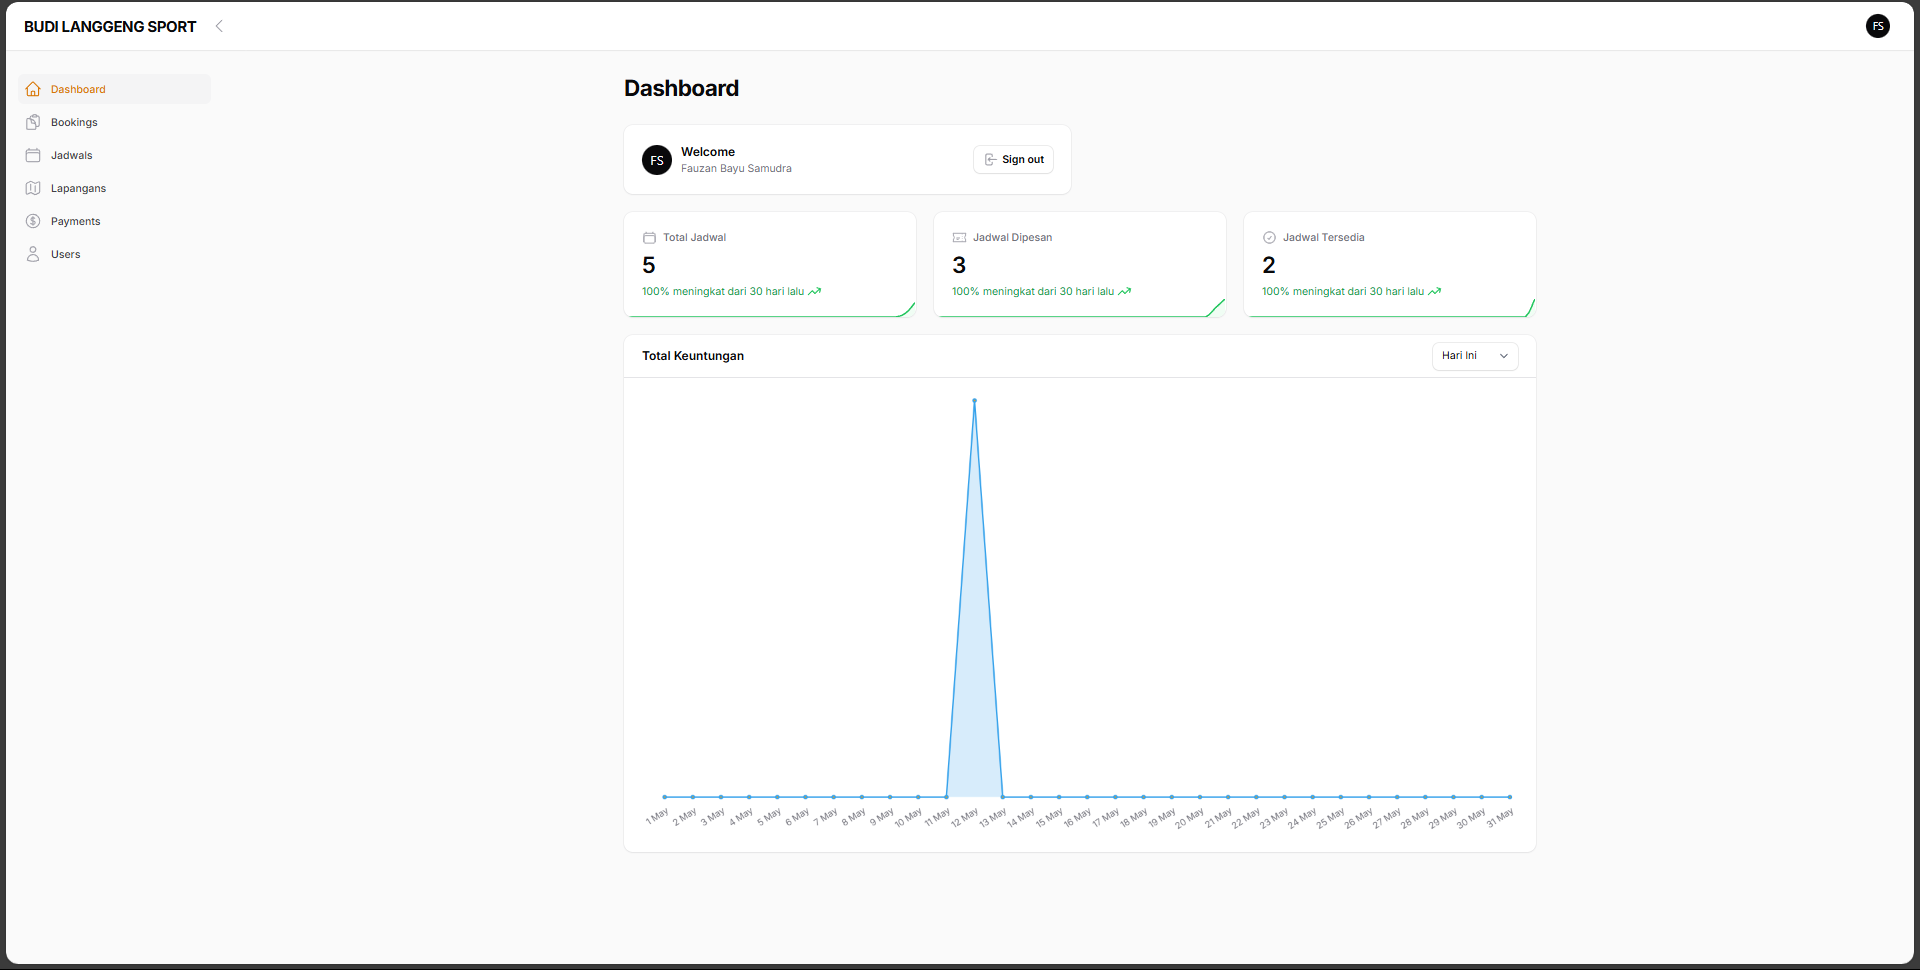 BUDI LANGGENG SPORT
FS
Dashboard
Bookings
Jadwals
Lapangans
Payments
Users
Dashboard
FS
Welcome
Fauzan Bayu Samudra
Sign out
Total Jadwal
5
100% meningkat dari 30 hari lalu
Jadwal Dipesan
3
100% meningkat dari 30 hari lalu
Jadwal Tersedia
2
100% meningkat dari 30 hari lalu
Total Keuntungan
Hari Ini
1 May 2 May 3 May 4 May 5 May 6 May 7 May 8 May 9 May 10 May 11 May 12 May 13 May 14 May 15 May 16 May 17 May 18 May 19 May 20 May 21 May 22 May 23 May 24 May 25 May 26 May 27 May 28 May 29 May 30 May 31 May